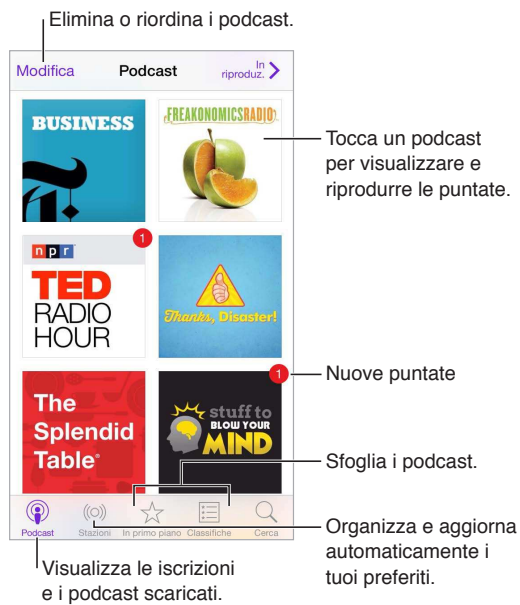 Elimina o riordina i podcast.
Modifica
Podcast
In
riproduz.
BUSINESS
FREAKONOMICSRADIO
Tocca un podcast
per visualizzare e
riprodurre le puntate.
npr
1
TED
RADIO
HOUR
Thanks, Disaster!
1
Nuove puntate
The
Splendid
Table®
stuff to
BLOW YOUR
MIND
Sfoglia i podcast.
Podcast
Stazioni
In primo piano
Classifiche
Cerca
Organizza e aggiorna
automaticamente i
tuoi preferiti.
Visualizza le iscrizioni
e i podcast scaricati.